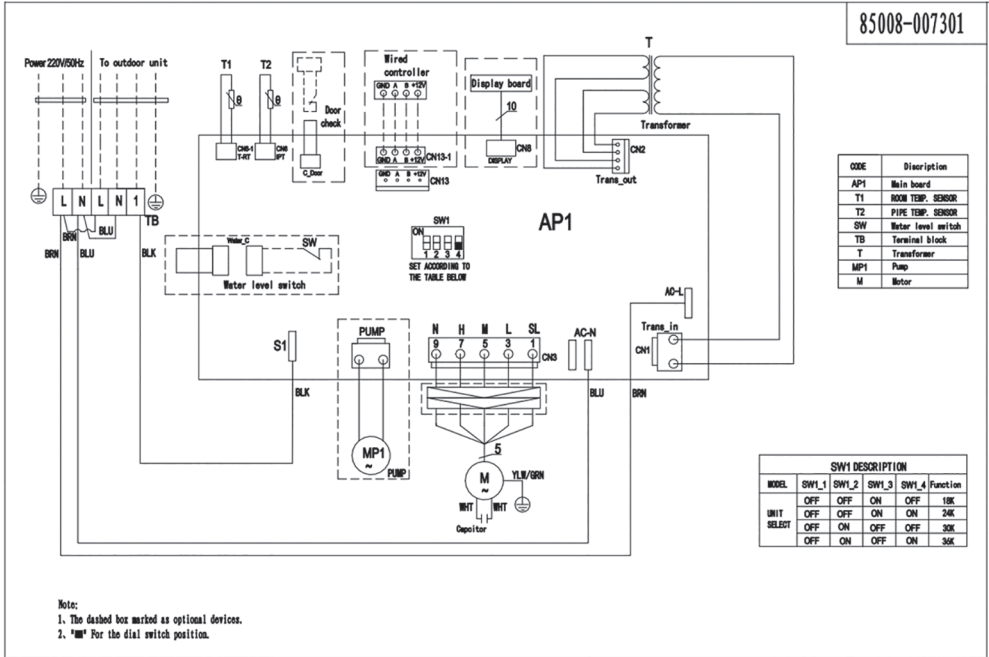 85008-007301
Power 220V/50Hz To outdoor unit
T1
T2
Door
check
C_Door
Wired
controller
GND A B +12V
GND A B +12V
CN13-1
GND A B +12V
CN13
Display board
10
CN8
DISPLAY
T
Transformer
CN2
Trans_out
θ
θ
CN6-1
T-RT
CN6
IPT
L N L N 1
TB
BRN
BLU
BRN
BLU
BLK
Water_C
SW
Water level switch
SW1
ON
1 2 3 4
SET ACCORDING TO
THE TABLE BELOW
AP1
CODE Discription
AP1 Main board
T1 ROOM TEMP. SENSOR
T2 PIPE TEMP. SENSOR
SW Water level switch
TB Terminal block
T Transformer
MP1 Pump
M Motor
AC-L
Trans_in
CN1
S1
BLK
PUMP
MP1
~
PUMP
N H M L SL
9 7 5 3 1
CN3
AC-N
BLU
BRN
5
M
~
YLW/GRN
WHT
WHT
Capcitor
SW1 DESCRIPTION
MODEL SW1_1 SW1_2 SW1_3 SW1_4 Function
UNIT
SELECT
OFF OFF ON OFF 18K
OFF OFF ON ON 24K
OFF ON OFF OFF 30K
OFF ON OFF ON 36K
Note:
1、The dashed box marked as optional devices.
2、"■■" For the dial switch position.